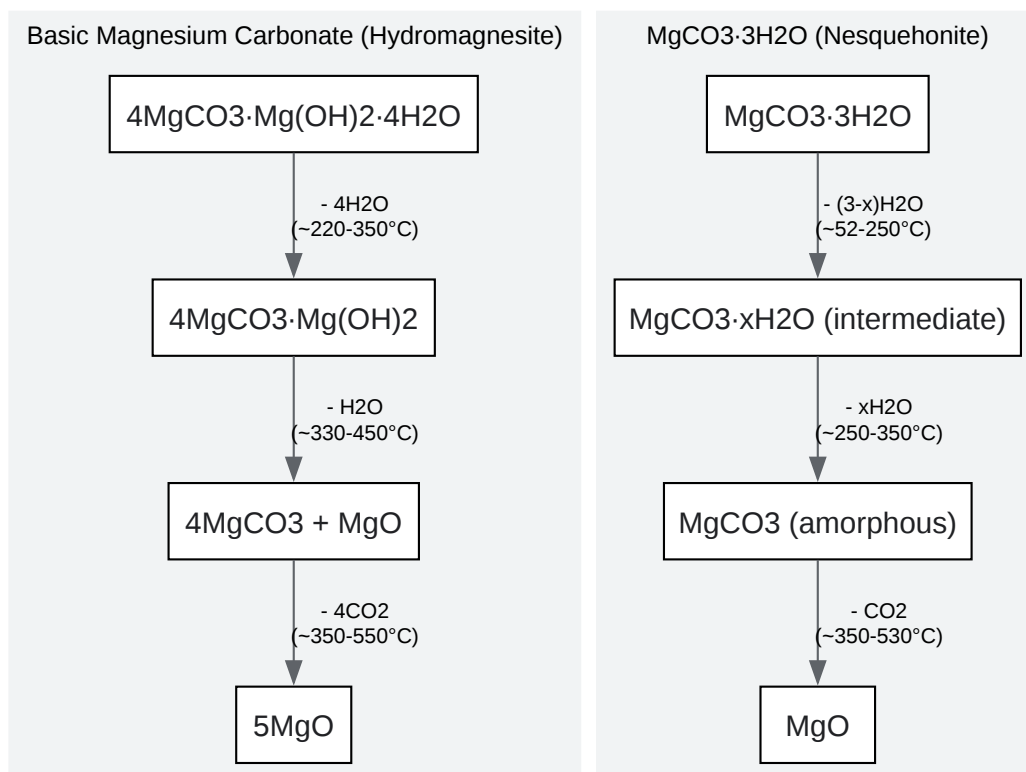 Basic Magnesium Carbonate (Hydromagnesite)
4MgCO3·Mg(OH)2·4H2O
- 4H2O
(~220-350°C)
4MgCO3·Mg(OH)2
- H2O
(~330-450°C)
4MgCO3 + MgO
- 4CO2
(~350-550°C)
5MgO
MgCO3·3H2O (Nesquehonite)
MgCO3·3H2O
- (3-x)H2O
(~52-250°C)
MgCO3·xH2O (intermediate)
- xH2O
(~250-350°C)
MgCO3 (amorphous)
- CO2
(~350-530°C)
MgO